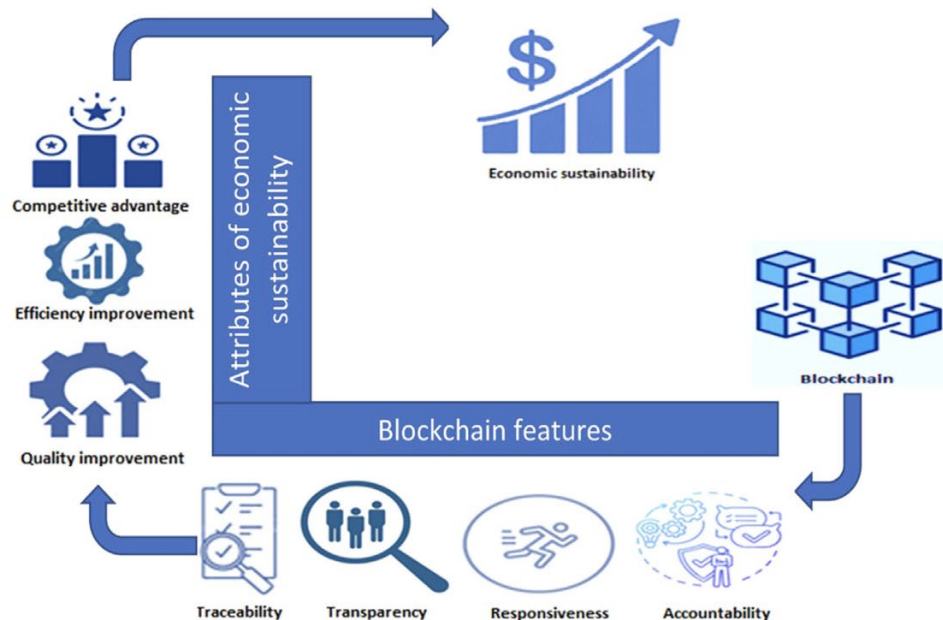 $
Economic sustainability
Competitive advantage
Efficiency improvement
Quality improvement
Attributes of economic
sustainability
Blockchain
Blockchain features
Traceability
Transparency
Responsiveness
Accountability